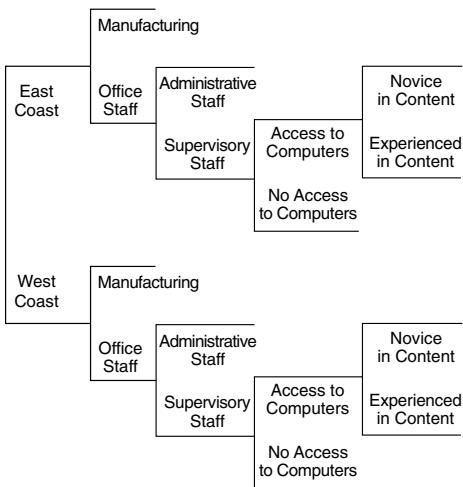 Manufacturing
East
Coast
Office
Staff
Administrative
Staff
Supervisory
Staff
Access to
Computers
No Access
to Computers
Novice
in Content
Experienced
in Content
West
Coast
Manufacturing
Office
Staff
Administrative
Staff
Supervisory
Staff
Access to
Computers
No Access
to Computers
Novice
in Content
Experienced
in Content